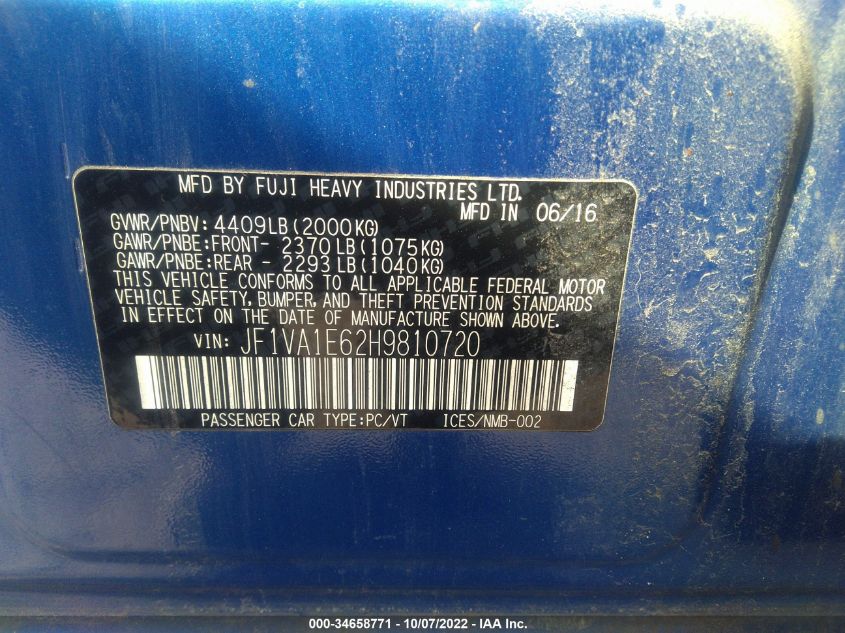 MFD BY FUJI HEAVY INDUSTRIES LTD.
MFD IN 06/16
GVWR/PNBV: 4409LB(2000KG)
GAWR/PNBE:FRONT- 2370LB(1075KG)
GAWR/PNBE:REAR - 2293LB(1040KG)
THIS VEHICLE CONFORMS TO ALL APPLICABLE FEDERAL MOTOR
VEHICLE SAFETY, BUMPER, AND THEFT PREVENTION STANDARDS
IN EFFECT ON THE DATE OF MANUFACTURE SHOWN ABOVE.
VIN: JF1VA1E62H9810720
PASSENGER CAR TYPE:PC/VT ICES/NMB-002
000-34658771 - 10/07/2022 - IAA Inc.